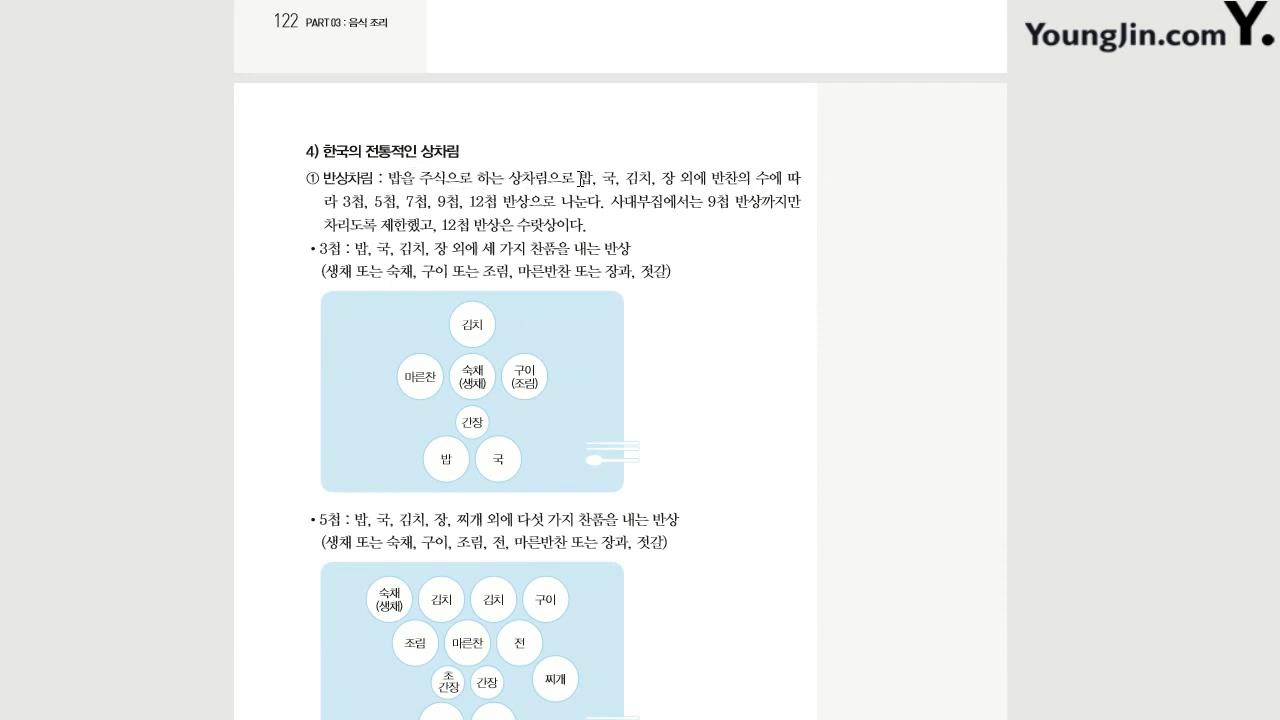 122 PART 03 : 음식 조리
YoungJin.com Y.
4) 한국의 전통적인 상차림
① 반상차림 : 밥을 주식으로 하는 상차림으로 밥, 국, 김치, 장 외에 반찬의 수에 따
라 3첩, 5첩, 7첩, 9첩, 12첩 반상으로 나눈다. 사대부집에서는 9첩 반상까지만
차리도록 제한했고, 12첩 반상은 수랏상이다.
• 3첩 : 밥, 국, 김치, 장 외에 세 가지 찬품을 내는 반상
(생채 또는 숙채, 구이 또는 조림, 마른반찬 또는 장과, 젓갈)
김치
마른찬
숙채
(생채)
구이
(조림)
간장
밥
국
• 5첩 : 밥, 국, 김치, 장, 찌개 외에 다섯 가지 찬품을 내는 반상
(생채 또는 숙채, 구이, 조림, 전, 마른반찬 또는 장과, 젓갈)
숙채
(생채)
김치
김치
구이
조림
마른찬
전
초
간장
간장
찌개